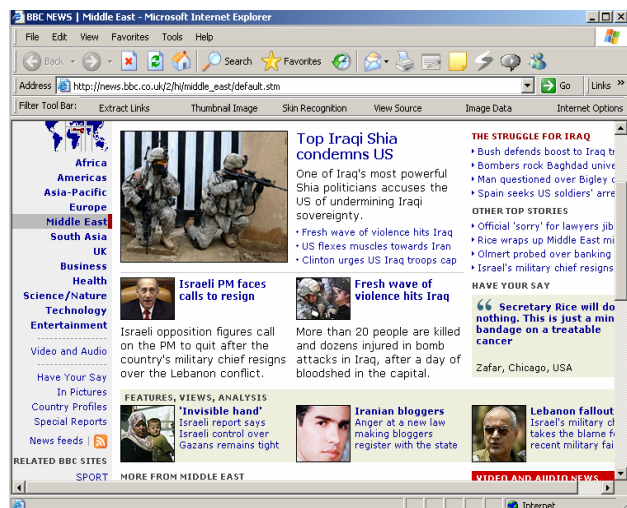 BBC NEWS | Middle East - Microsoft Internet Explorer
File Edit View Favorites Tools Help
Back Search Favorites
Address http://news.bbc.co.uk/2/hi/middle_east/default.stm Go Links »
Filter Tool Bar: Extract Links Thumbnail Image Skin Recognition View Source Image Data Internet Options
Africa
Americas
Asia-Pacific
Europe
Middle East
South Asia
UK
Business
Health
Science/Nature
Technology
Entertainment
Video and Audio
Have Your Say
In Pictures
Country Profiles
Special Reports
News feeds |
RELATED BBC SITES
SPORT
Top Iraqi Shia
condemns US
One of Iraq's most powerful
Shia politicians accuses the
US of undermining Iraqi
sovereignty.
Fresh wave of violence hits Iraq
US flexes muscles towards Iran
Clinton urges US Iraq troops cap
Israeli PM faces
calls to resign
Israeli opposition figures call
on the PM to quit after the
country's military chief resigns
over the Lebanon conflict.
Fresh wave of
violence hits Iraq
More than 20 people are killed
and dozens injured in bomb
attacks in Iraq, after a day of
bloodshed in the capital.
THE STRUGGLE FOR IRAQ
Bush defends boost to Iraq tr
Bombers rock Baghdad unive
Man questioned over Bigley c
Spain seeks US soldiers' arre
OTHER TOP STORIES
Official 'sorry' for lawyers jib
Rice wraps up Middle East mi
Olmert probed over banking
Israel's military chief resigns
HAVE YOUR SAY
Secretary Rice will do
nothing. This is just a min
bandage on a treatable
cancer
Zafar, Chicago, USA
FEATURES, VIEWS, ANALYSIS
'Invisible hand'
Israeli report says
Israeli control over
Gazans remains tight
Iranian bloggers
Anger at a new law
making bloggers
register with the state
Lebanon fallout
Israel's military ch
takes the blame f
recent military fai
MORE FROM MIDDLE EAST
VIDEO AND AUDIO NEWS
Internet